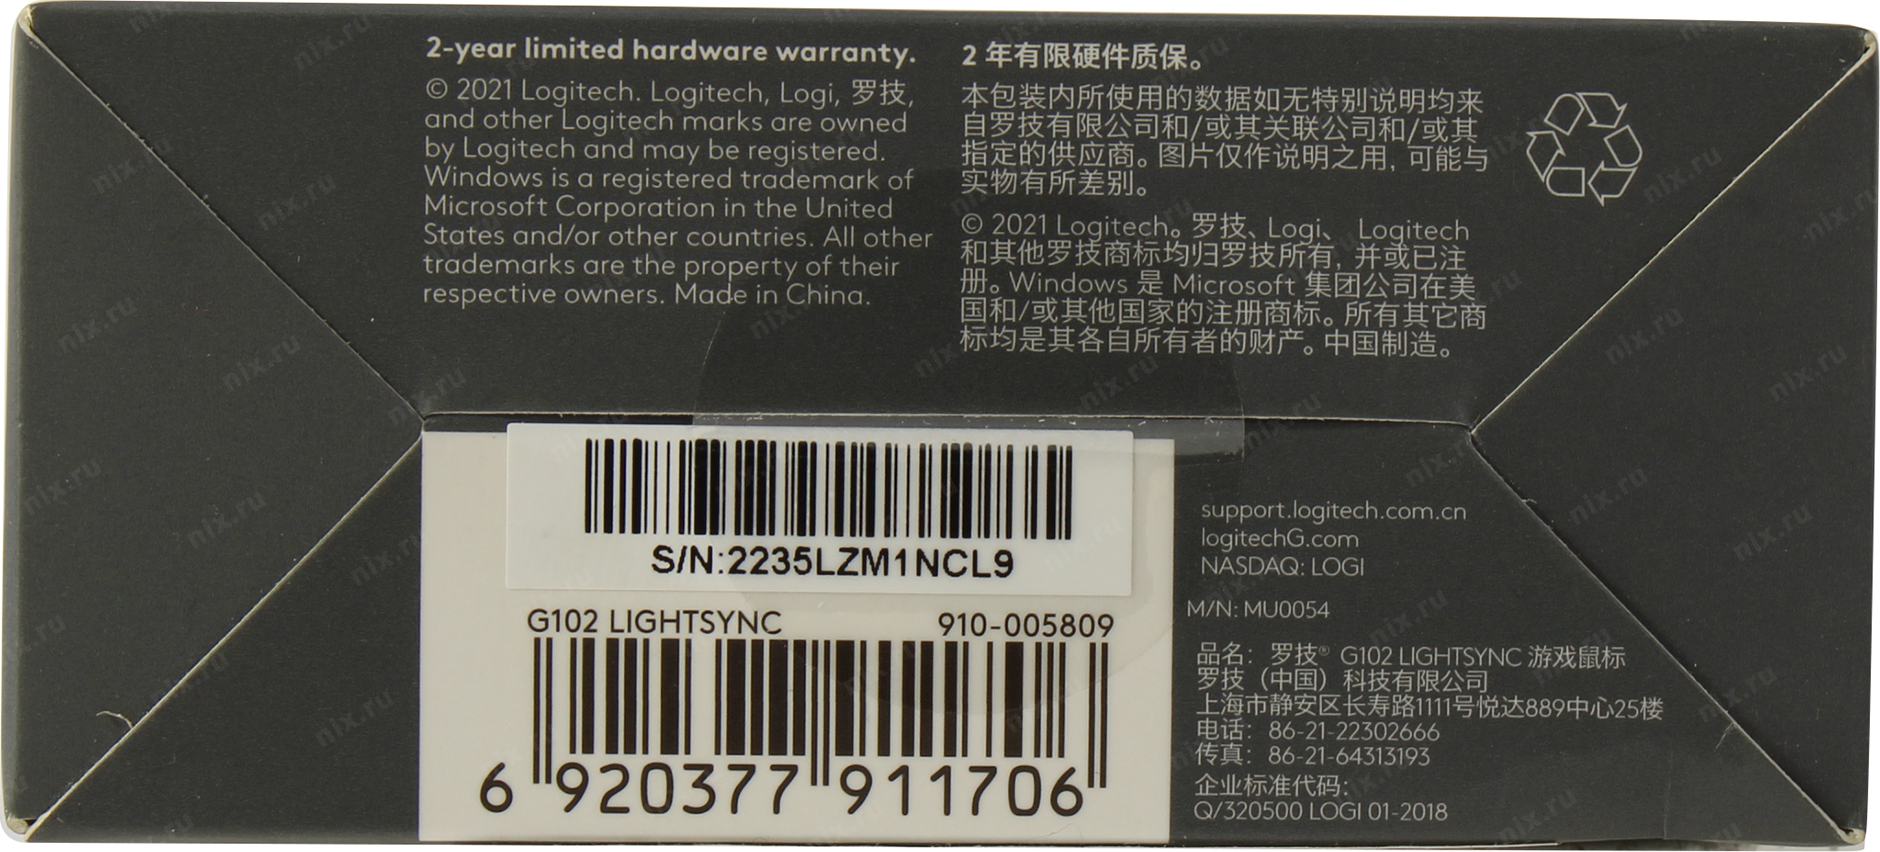 2-year limited hardware warranty.
© 2021 Logitech. Logitech, Logi, 罗技,
and other Logitech marks are owned
by Logitech and may be registered.
Windows is a registered trademark of
Microsoft Corporation in the United
States and/or other countries. All other
trademarks are the property of their
respective owners. Made in China.
2 年有限硬件质保。
本包装内所使用的数据如无特别说明均来
自罗技有限公司和/或其关联公司和/或其
指定的供应商。图片仅作说明之用, 可能与
实物有所差别。
© 2021 Logitech。罗技、Logi、 Logitech
和其他罗技商标均归罗技所有, 并或已注
册。Windows 是 Microsoft 集团公司在美
国和/或其他国家的注册商标。所有其它商
标均是其各自所有者的财产。中国制造。
S/N:2235LZM1NCL9
G102 LIGHTSYNC 910-005809
6 920377 911706
support.logitech.com.cn
logitechG.com
NASDAQ: LOGI
M/N: MU0054
品名: 罗技® G102 LIGHTSYNC 游戏鼠标
罗技（中国）科技有限公司
上海市静安区长寿路1111号悦达889中心25楼
电话: 86-21-22302666
传真: 86-21-64313193
企业标准代码:
Q/320500 LOGI 01-2018
nix.ru